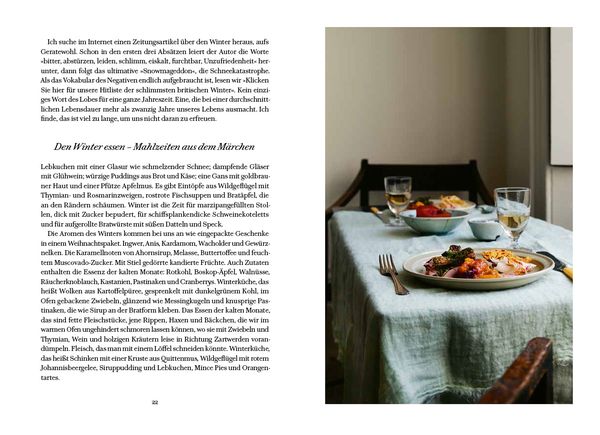 Ich suche im Internet einen Zeitungsartikel über den Winter heraus, aufs
Geratewohl. Schon in den ersten drei Absätzen leiert der Autor die Worte
»bitter, abstürzen, leiden, schlimm, eiskalt, furchtbar, Unzufriedenheit« her-
unter, dann folgt das ultimative »Snowmageddon«, die Schneekatastrophe.
Als das Vokabular des Negativen endlich aufgebraucht ist, lesen wir »Klicken
Sie hier für unsere Hitliste der schlimmsten britischen Winter«. Kein einzi-
ges Wort des Lobes für eine ganze Jahreszeit. Eine, die bei einer durchschnitt-
lichen Lebensdauer mehr als zwanzig Jahre unseres Lebens ausmacht. Ich
finde, das ist viel zu lange, um uns nicht daran zu erfreuen.
Den Winter essen – Mahlzeiten aus dem Märchen
Lebkuchen mit einer Glasur wie schmelzender Schnee; dampfende Gläser
mit Glühwein; würzige Puddings aus Brot und Käse; eine Gans mit goldbrau-
ner Haut und einer Pfütze Apfelmus. Es gibt Eintöpfe aus Wildgeflügel mit
Thymian- und Rosmarinzweigen, rostrote Fischsuppen und Bratäpfel, die
an den Rändern schäumen. Winter ist die Zeit für marzipangefüllten Stol-
len, dick mit Zucker bepudert, für schiffsplankendicke Schweinekoteletts
und für aufgerollte Bratwürste mit süßen Datteln und Speck.
Die Aromen des Winters kommen bei uns an wie eingepackte Geschenke
in einem Weihnachtspaket. Ingwer, Anis, Kardamom, Wacholder und Gewürz-
nelken. Die Karamellnoten von Ahornsirup, Melasse, Buttertoffee und feuch-
tem Muscovado-Zucker. Mit Stiel gedörrte kandierte Früchte. Auch Zutaten
enthalten die Essenz der kalten Monate: Rotkohl, Boskop-Äpfel, Walnüsse,
Räucherknoblauch, Kastanien, Pastinaken und Cranberrys. Winterküche, das
heißt Wolken aus Kartoffelpüree, gesprenkelt mit dunkelgrünem Kohl, im
Ofen gebackene Zwiebeln, glänzend wie Messingkugeln und knusprige Pasti-
naken, die wie Sirup an der Bratform kleben. Das Essen der kalten Monate,
das sind fette Fleischstücke, jene Rippen, Haxen und Bäckchen, die wir im
warmen Ofen ungehindert schmoren lassen können, wo sie mit Zwiebeln und
Thymian, Wein und holzigen Kräutern leise in Richtung Zartwerden voran-
dümpeln. Fleisch, das man mit einem Löffel schneiden könnte. Winterküche,
das heißt Schinken mit einer Kruste aus Quittenmus, Wildgeflügel mit rotem
Johannisbeergelee, Siruppudding und Lebkuchen, Mince Pies und Orangen-
tartes.
22